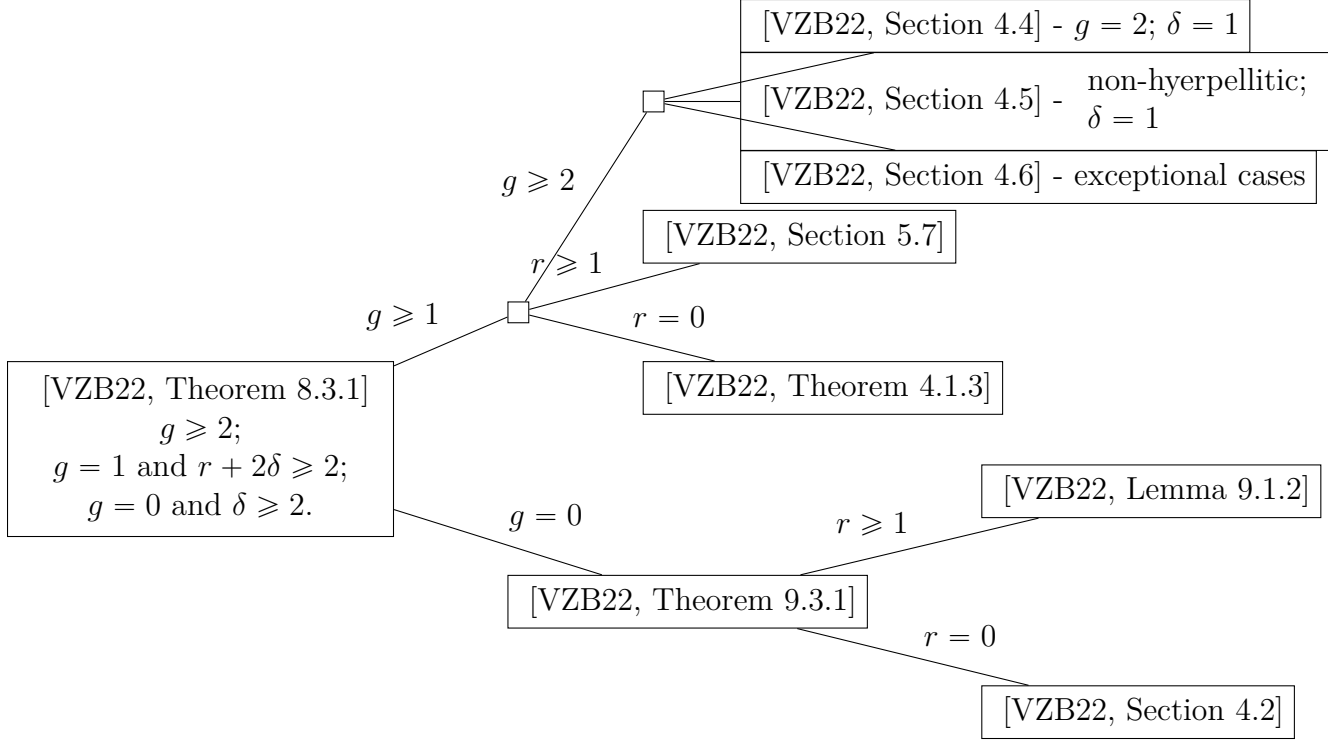 [VZB22, Section 4.4] - g = 2; δ = 1
[VZB22, Section 4.5] - non-hyerpellitic;
δ = 1
[VZB22, Section 4.6] - exceptional cases
g ⩾ 2
[VZB22, Section 5.7]
r ⩾ 1
g ⩾ 1
r = 0
[VZB22, Theorem 4.1.3]
[VZB22, Theorem 8.3.1]
g ⩾ 2;
g = 1 and r + 2δ ⩾ 2;
g = 0 and δ ⩾ 2.
g = 0
r ⩾ 1
[VZB22, Lemma 9.1.2]
[VZB22, Theorem 9.3.1]
r = 0
[VZB22, Section 4.2]